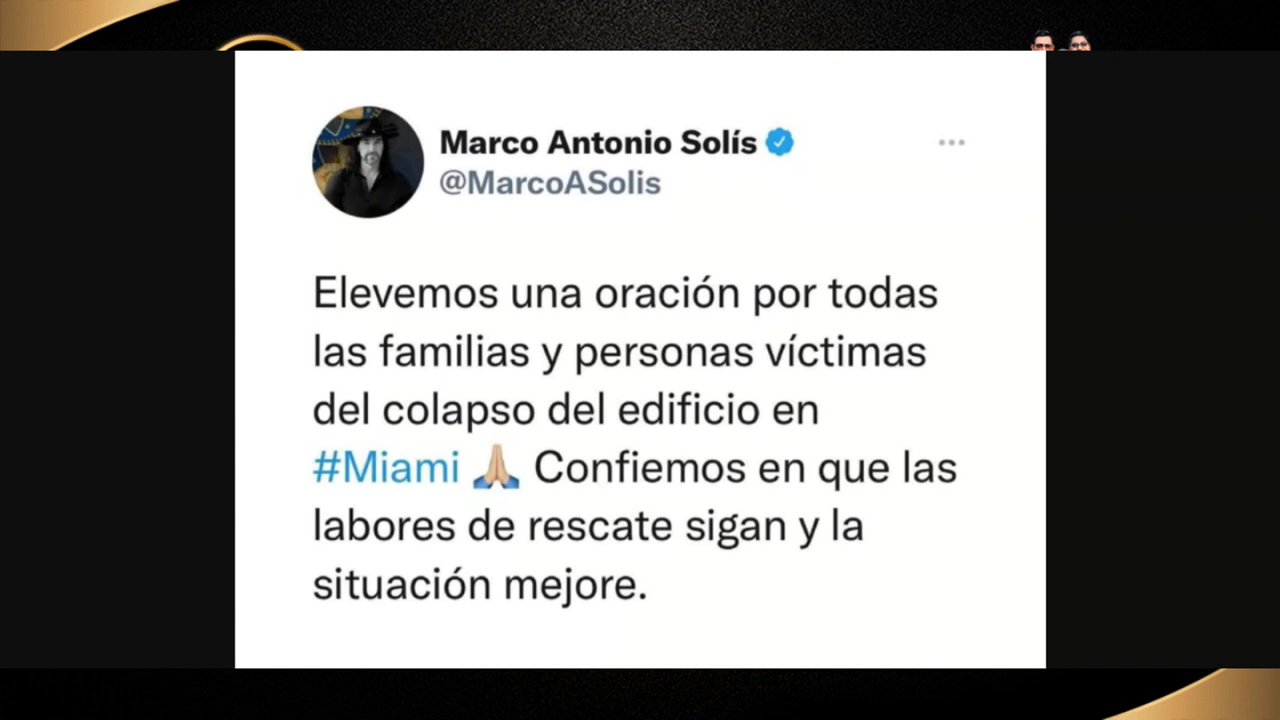 Marco Antonio Solís
@MarcoASolis
Elevemos una oración por todas
las familias y personas víctimas
del colapso del edificio en
#Miami 🙏🏼 Confiemos en que las
labores de rescate sigan y la
situación mejore.